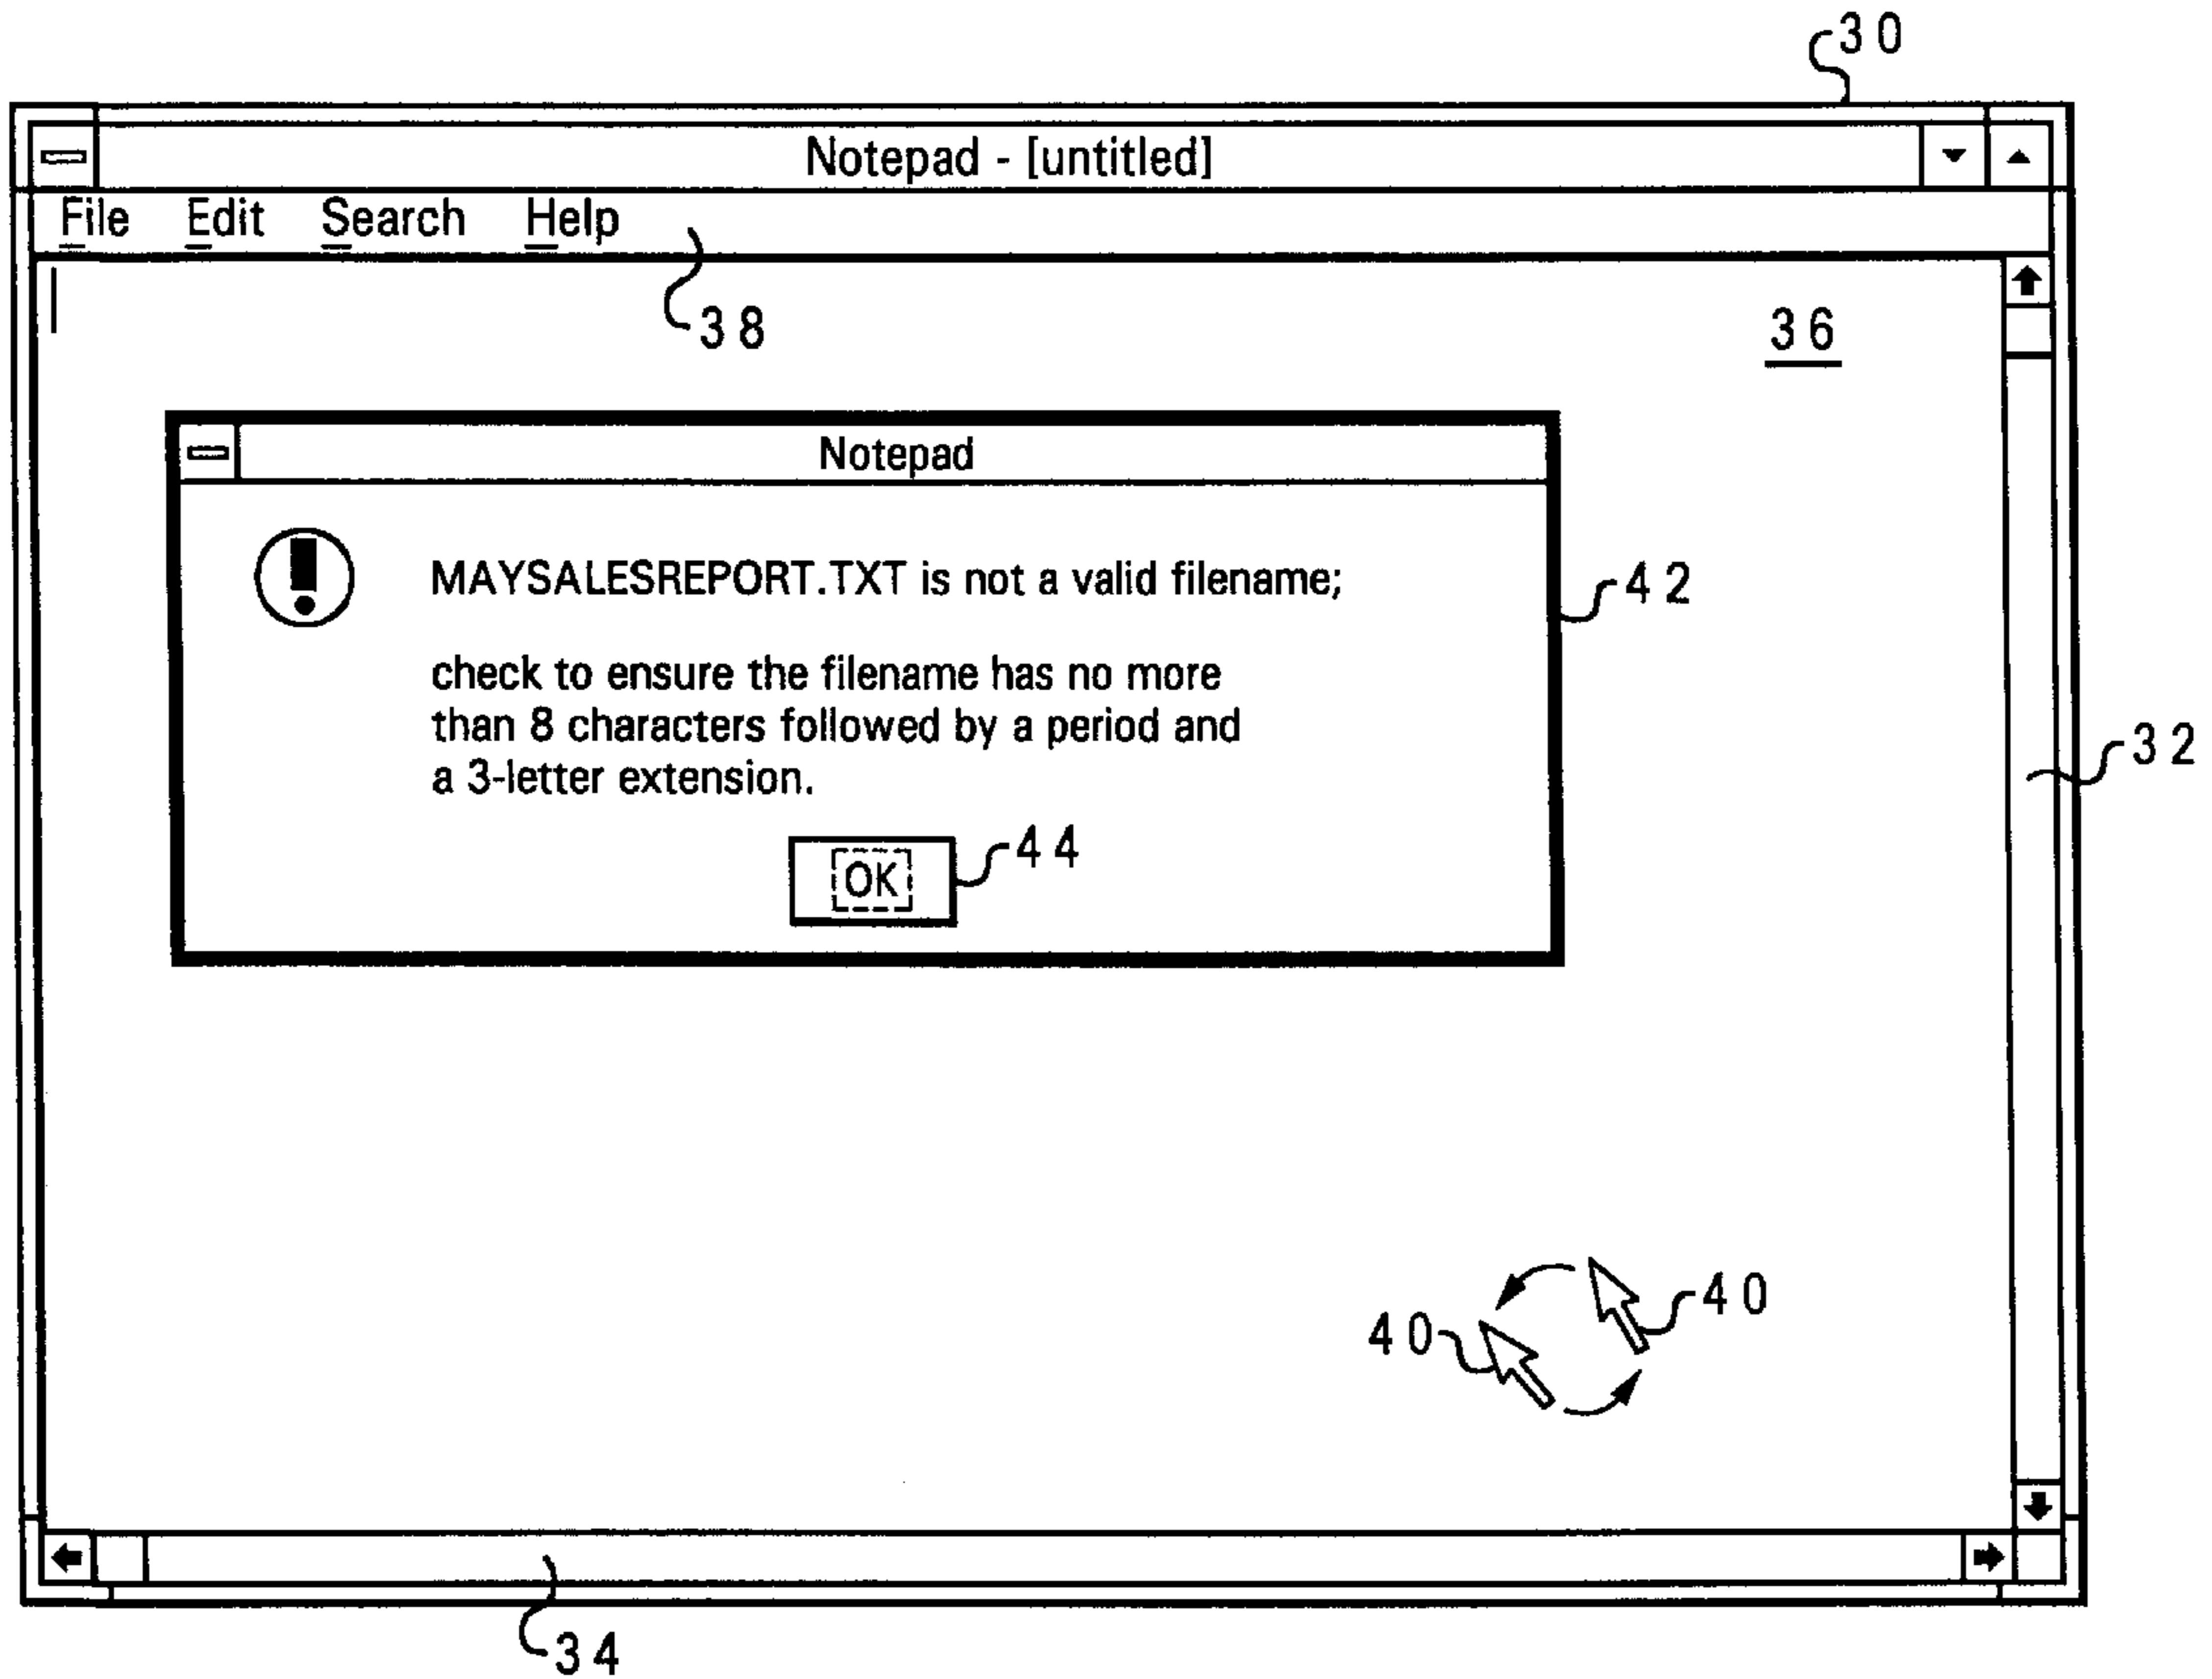 30
Notepad - [untitled]
File Edit Search Help
38
36
Notepad
MAYSALESREPORT.TXT is not a valid filename;
42
check to ensure the filename has no more
than 8 characters followed by a period and
a 3-letter extension.
32
44
OK
40
40
34